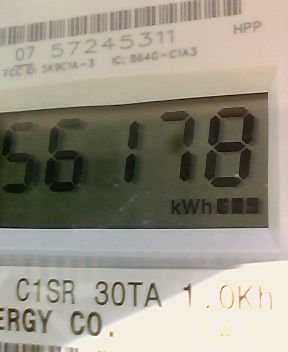 07 57245311 HPP
FCC ID: SK9C1A-3 IC: 864G-C1A3
56178
kWh
C1SR 30TA 1.0Kh
ERGY CO.